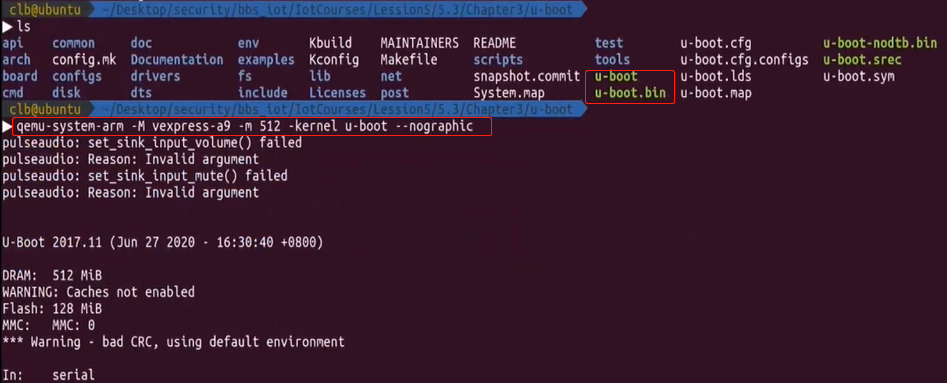 clb@ubuntu ~/Desktop/security/bbs_iot/IotCourses/Lession5/5.3/Chapter3/u-boot
ls
api common doc env Kbuild MAINTAINERS README test u-boot.cfg u-boot-nodtb.bin
arch config.mk Documentation examples Kconfig Makefile scripts tools u-boot.cfg.configs u-boot.srec
board configs drivers fs lib net snapshot.commit u-boot u-boot.lds u-boot.sym
cmd disk dts include Licenses post System.map u-boot.bin u-boot.map
clb@ubuntu ~/Desktop/security/bbs_iot/IotCourses/Lession5/5.3/Chapter3/u-boot
qemu-system-arm -M vexpress-a9 -m 512 -kernel u-boot --nographic
pulseaudio: set_sink_input_volume() failed
pulseaudio: Reason: Invalid argument
pulseaudio: set_sink_input_mute() failed
pulseaudio: Reason: Invalid argument
U-Boot 2017.11 (Jun 27 2020 - 16:30:40 +0800)
DRAM: 512 MiB
WARNING: Caches not enabled
Flash: 128 MiB
MMC: MMC: 0
*** Warning - bad CRC, using default environment
In: serial